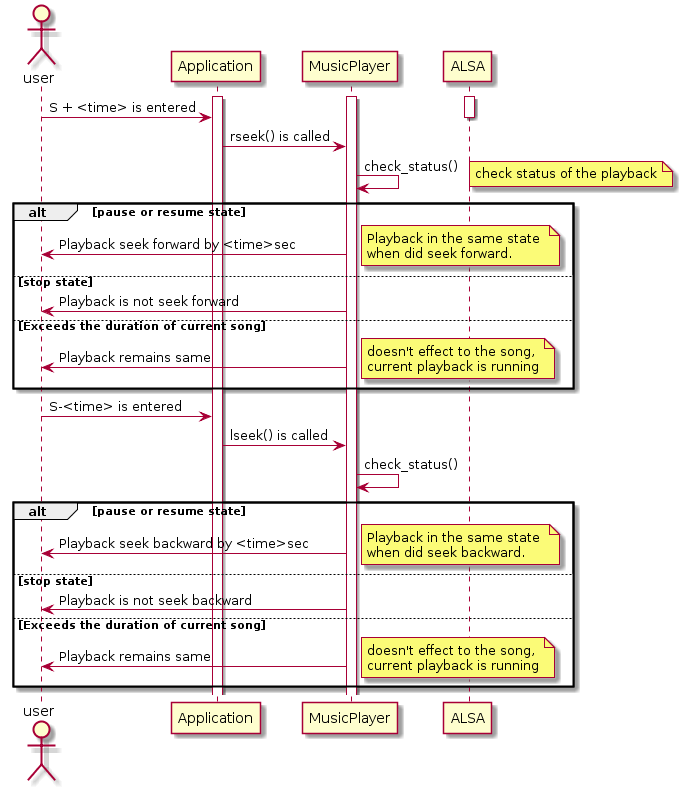 user
Application
MusicPlayer
ALSA
S + <time> is entered
rseek() is called
check_status()
check status of the playback
alt
[pause or resume state]
Playback seek forward by <time>sec
Playback in the same state
when did seek forward.
[stop state]
Playback is not seek forward
[Exceeds the duration of current song]
Playback remains same
doesn't effect to the song,
current playback is running
S-<time> is entered
lseek() is called
check_status()
alt
[pause or resume state]
Playback seek backward by <time>sec
Playback in the same state
when did seek backward.
[stop state]
Playback is not seek backward
[Exceeds the duration of current song]
Playback remains same
doesn't effect to the song,
current playback is running
user
Application
MusicPlayer
ALSA